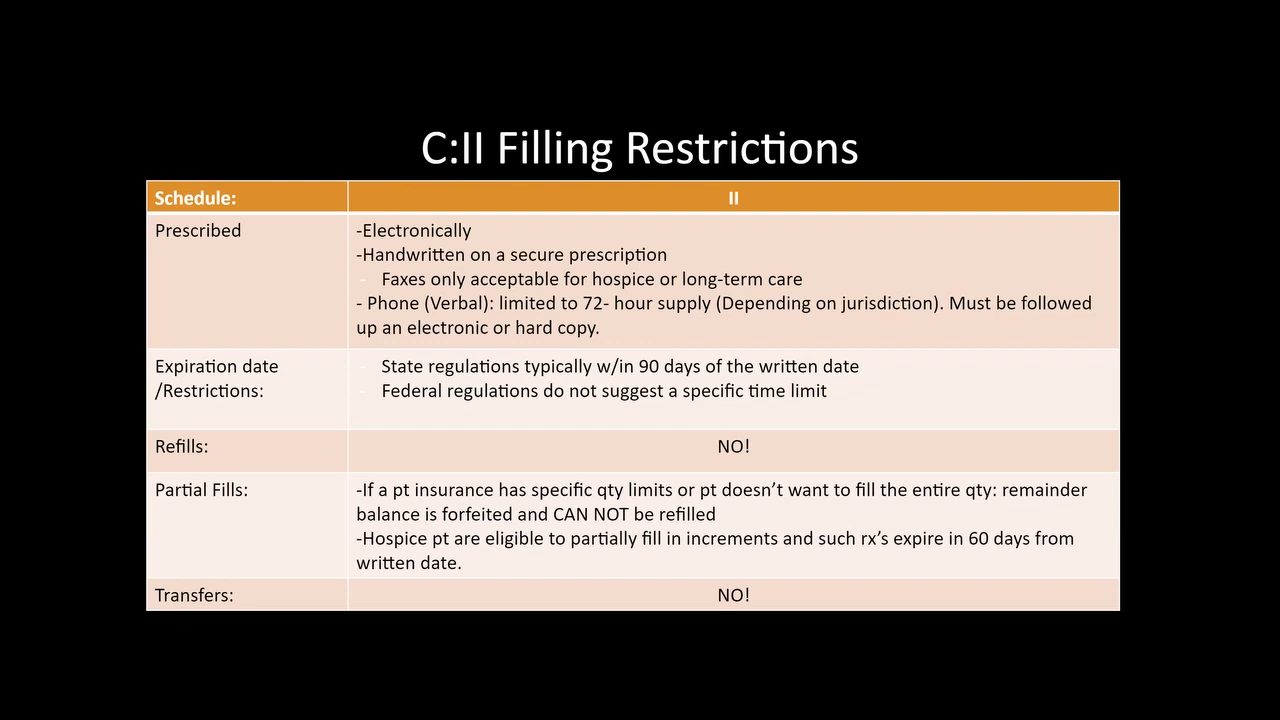 C:II Filling Restrictions
Schedule:
II
Prescribed
-Electronically
-Handwritten on a secure prescription
- Faxes only acceptable for hospice or long-term care
- Phone (Verbal): limited to 72- hour supply (Depending on jurisdiction). Must be followed
up an electronic or hard copy.
Expiration date
/Restrictions:
- State regulations typically w/in 90 days of the written date
- Federal regulations do not suggest a specific time limit
Refills:
NO!
Partial Fills:
-If a pt insurance has specific qty limits or pt doesn’t want to fill the entire qty: remainder
balance is forfeited and CAN NOT be refilled
-Hospice pt are eligible to partially fill in increments and such rx’s expire in 60 days from
written date.
Transfers:
NO!